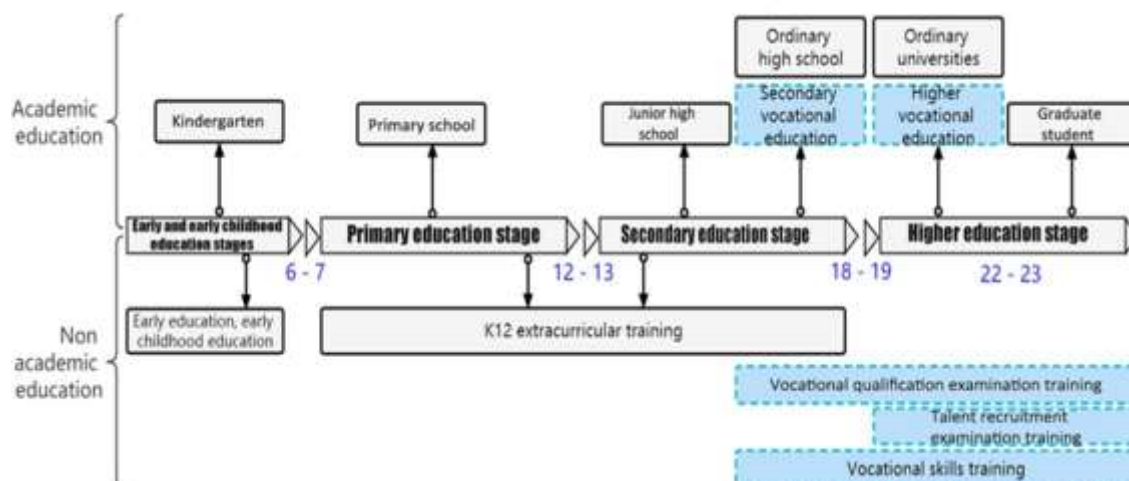 Academic
education
Kindergarten
Primary school
Junior high
school
Ordinary
high school
Secondary
vocational
education
Ordinary
universities
Higher
vocational
education
Graduate
student
Early and early childhood
education stages
Primary education stage
Secondary education stage
Higher education stage
6 - 7
12 - 13
18 - 19
22 - 23
Non
academic
education
Early education, early
childhood education
K12 extracurricular training
Vocational qualification examination training
Talent recruitment
examination training
Vocational skills training